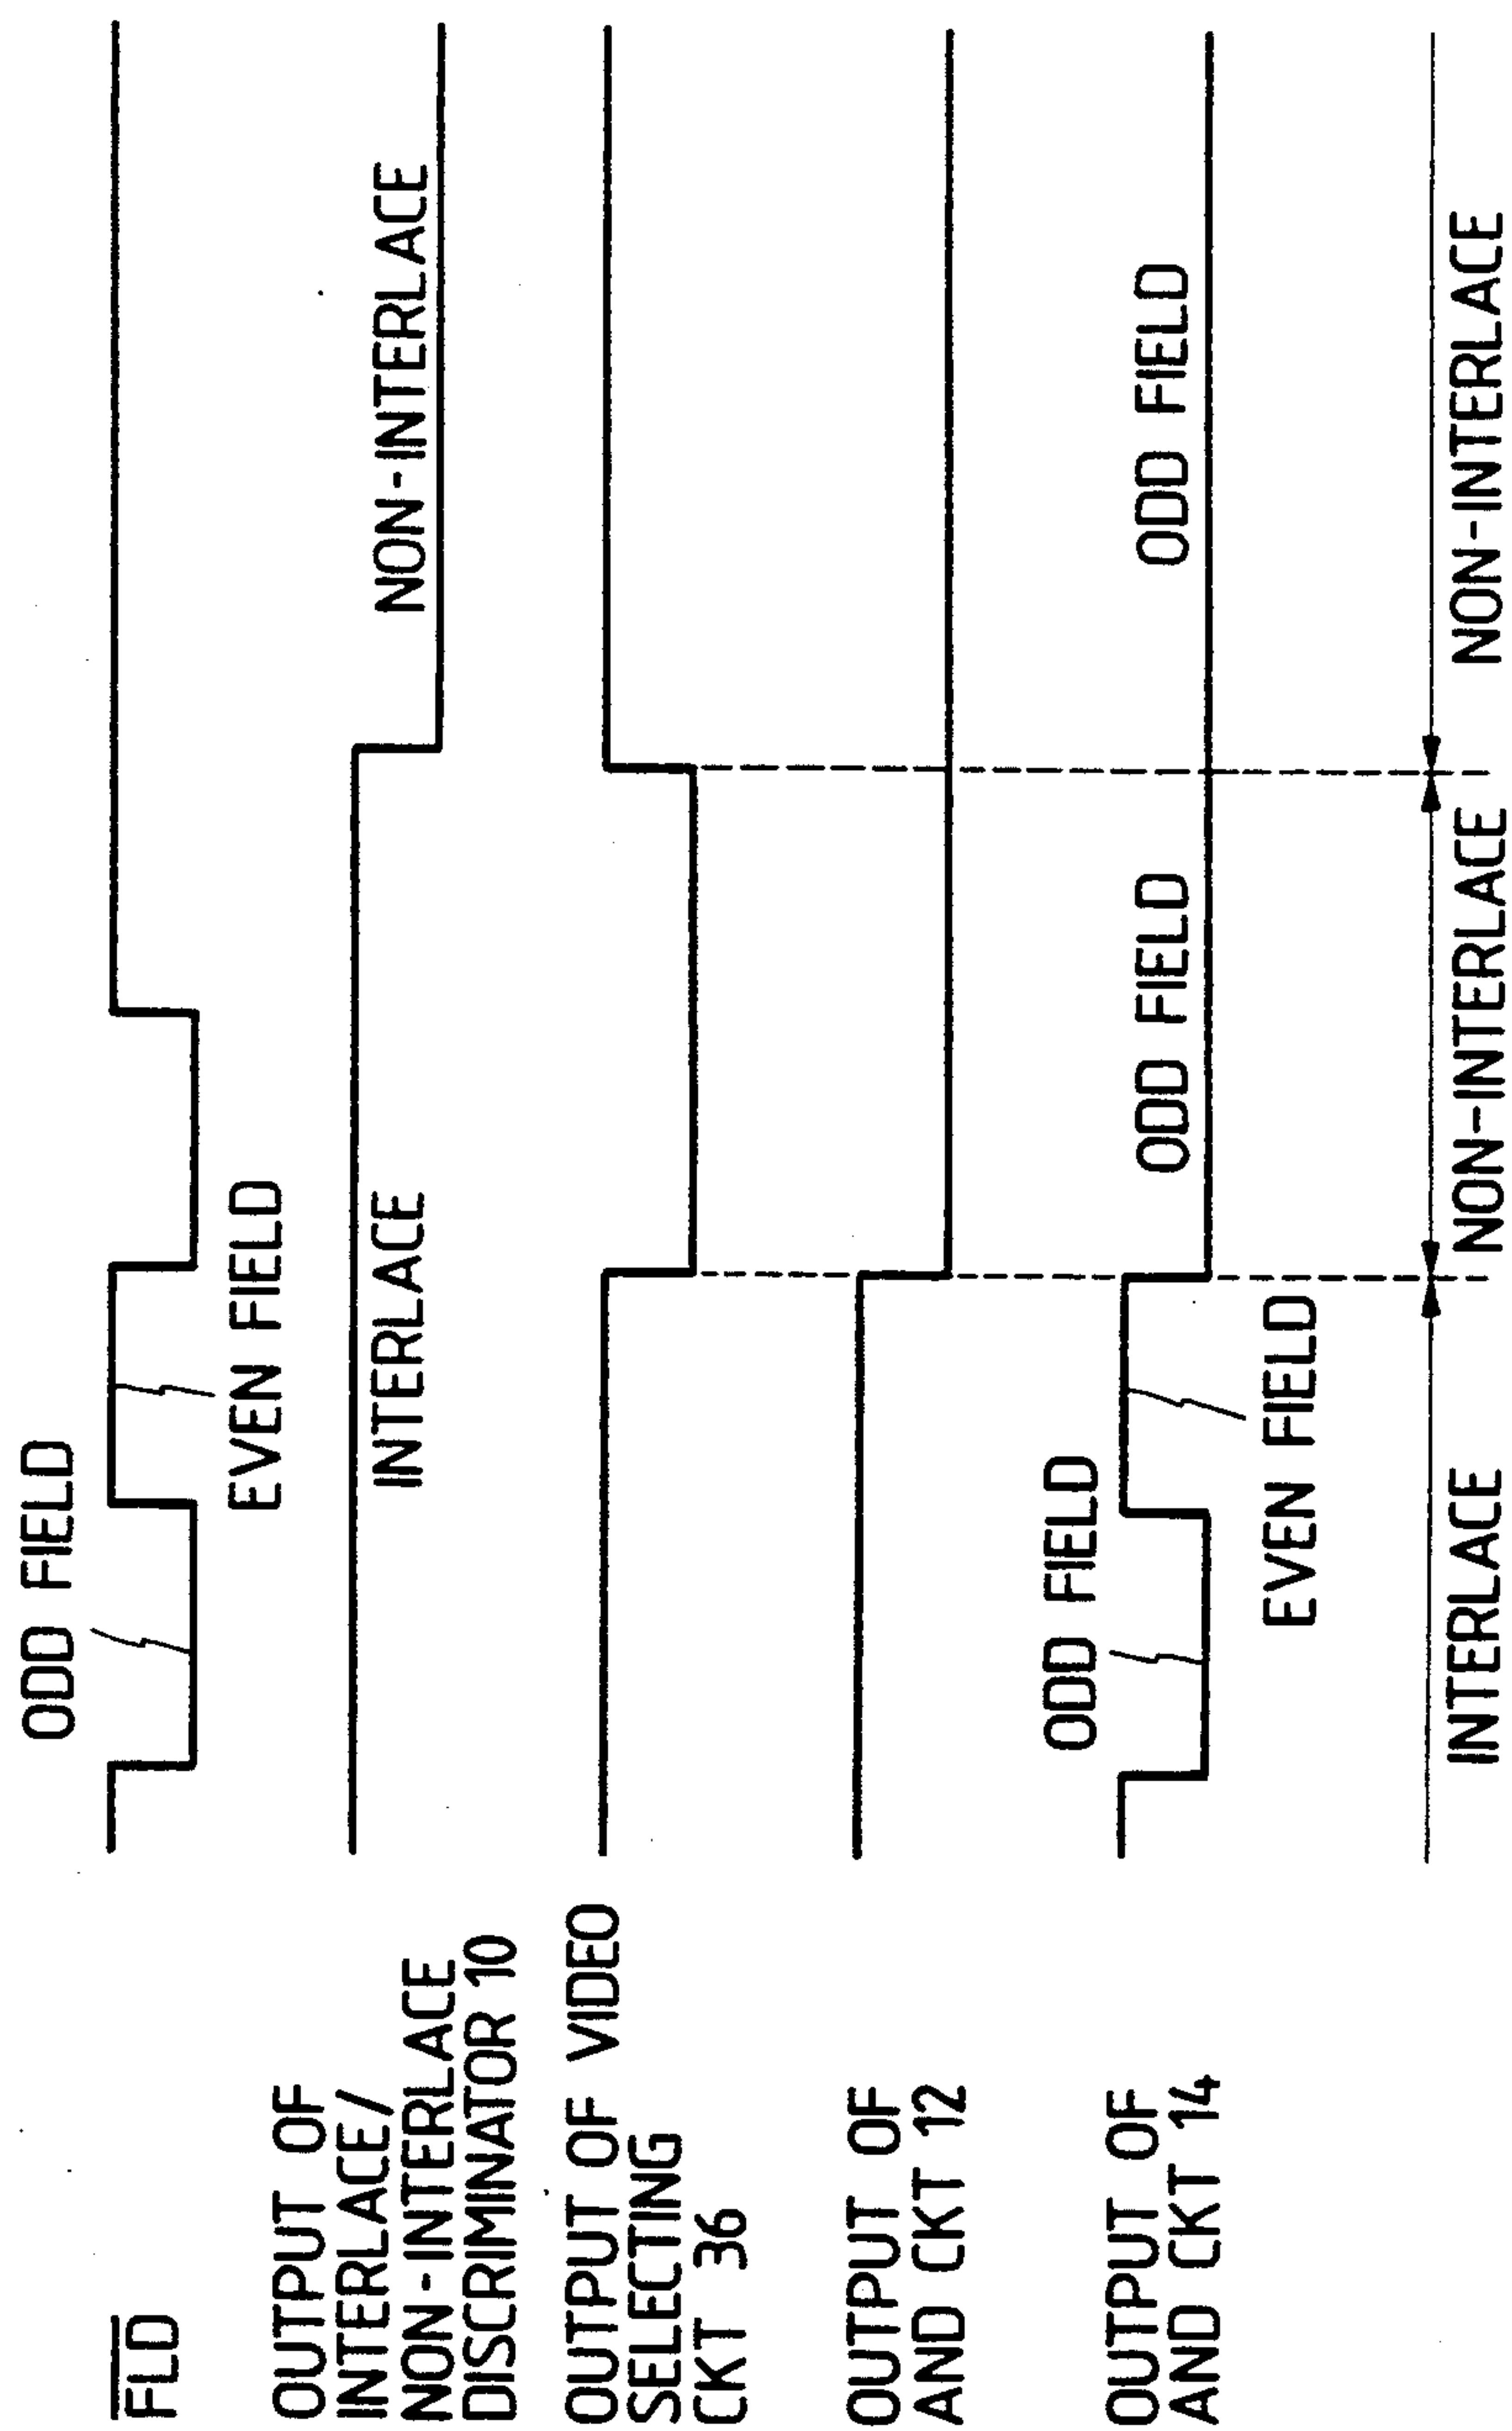 FLD
ODD FIELD
EVEN FIELD
OUTPUT OF
INTERLACE/
NON-INTERLACE
DISCRIMINATOR 10
INTERLACE
NON-INTERLACE
OUTPUT OF VIDEO
SELECTING
CKT 36
OUTPUT OF
AND CKT 12
OUTPUT OF
AND CKT 14
ODD FIELD
EVEN FIELD
ODD FIELD
ODD FIELD
INTERLACE
NON-INTERLACE
NON-INTERLACE